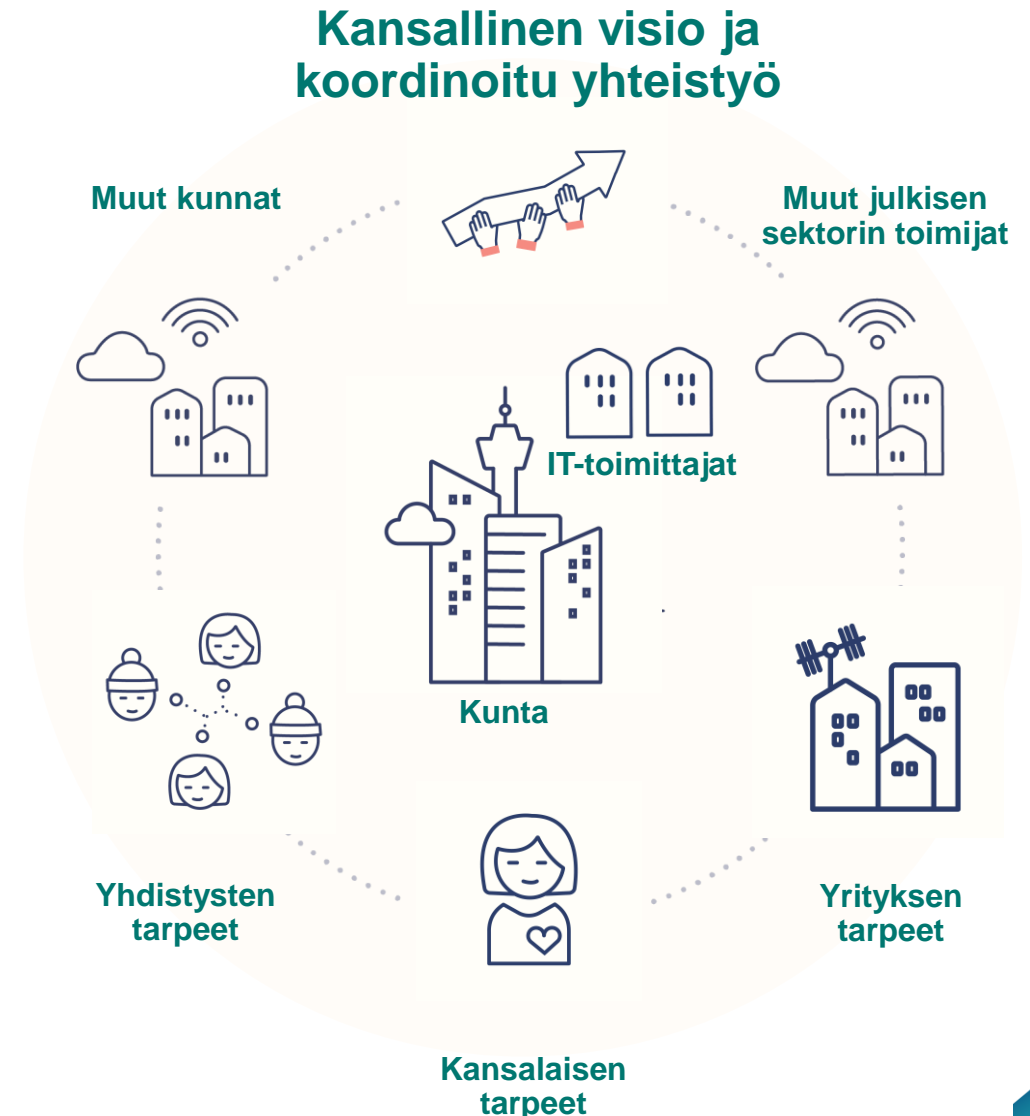 Kansallinen visio ja
koordinoitu yhteistyö
Muut kunnat
Muut julkisen
sektorin toimijat
IT-toimittajat
Kunta
Yhdistysten
tarpeet
Yrityksen
tarpeet
Kansalaisen
tarpeet